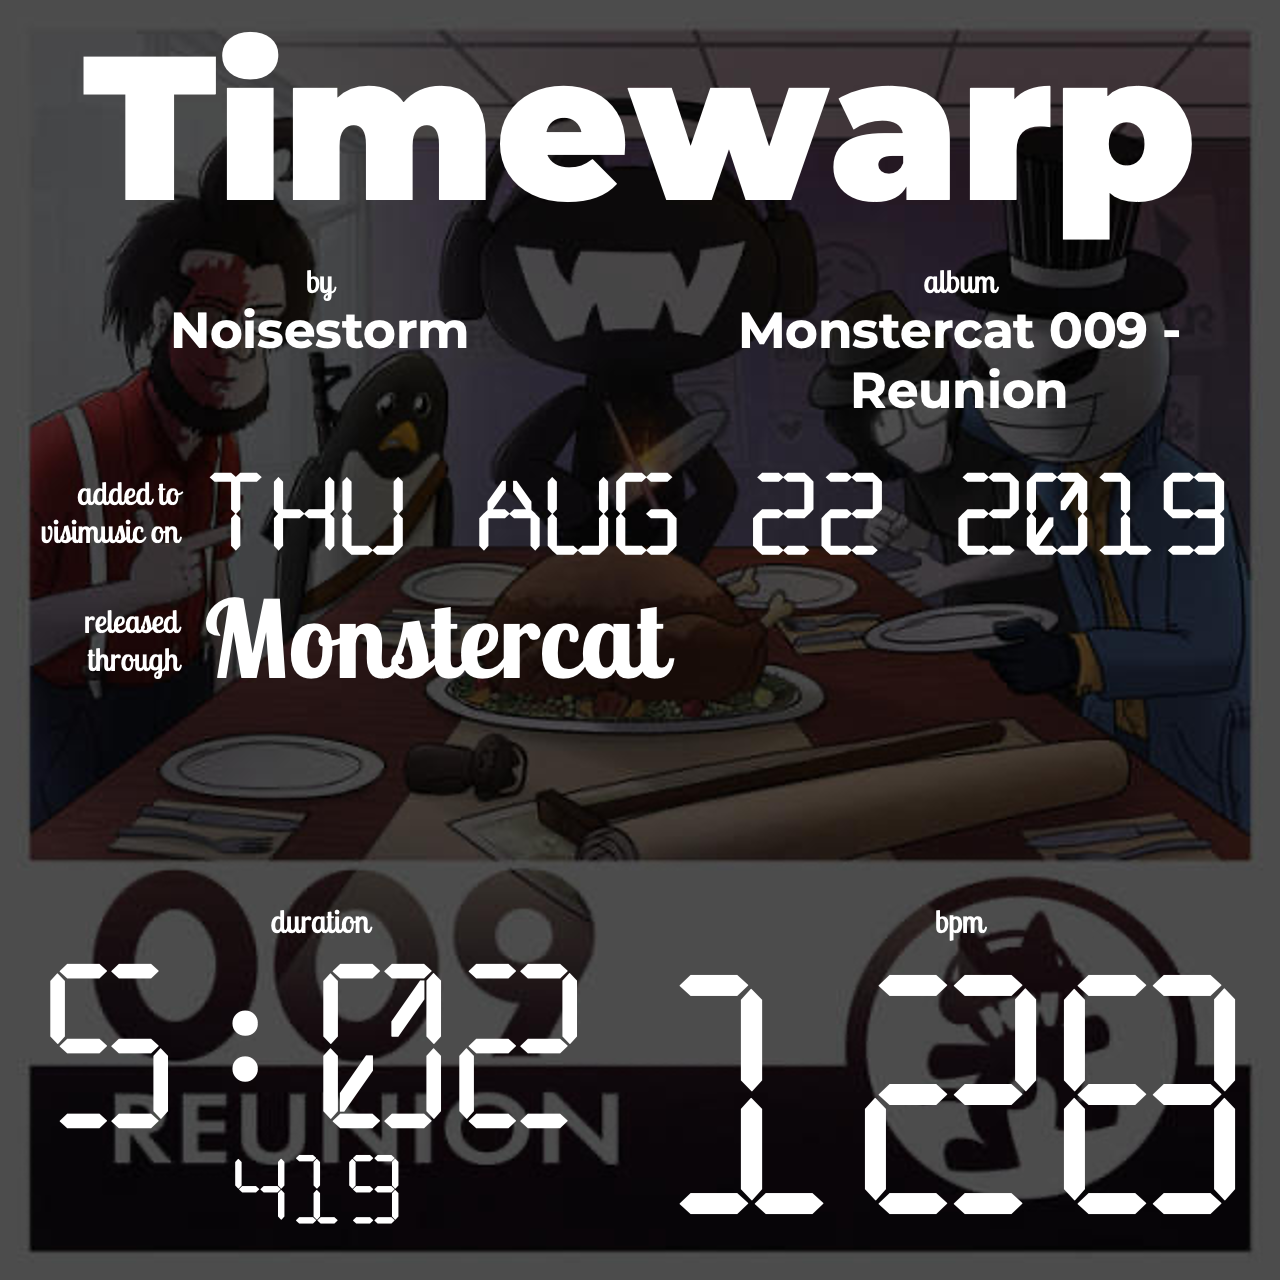 Timewarp
by
Noisestorm
album
Monstercat 009 -
Reunion
added to
visimusic on
THU AUG 22 2019
released
through
Monstercat
duration
5:02
419
bpm
128
009
REUNION